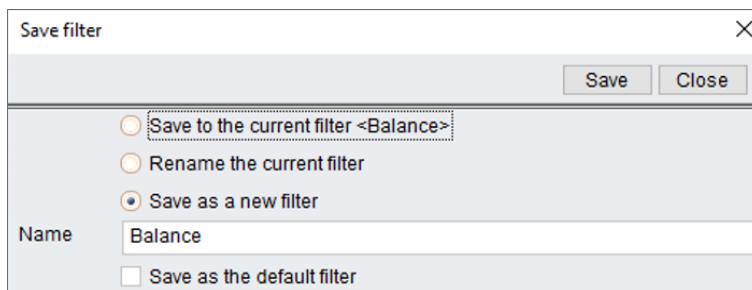 Save filter
Save Close
Save to the current filter <Balance>
Rename the current filter
Save as a new filter
Name Balance
Save as the default filter